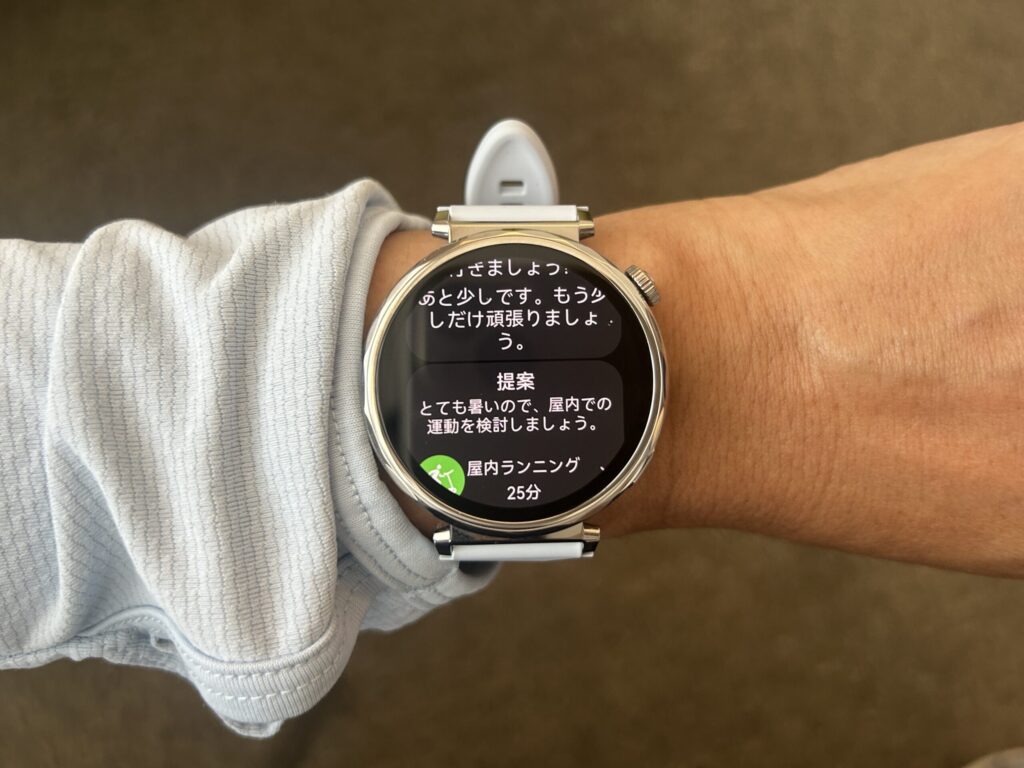 行きましょう!
あと少しです。もう少
しだけ頑張りましょ
う。
提案
とても暑いので、屋内での
運動を検討しましょう。
屋内ランニング
25分